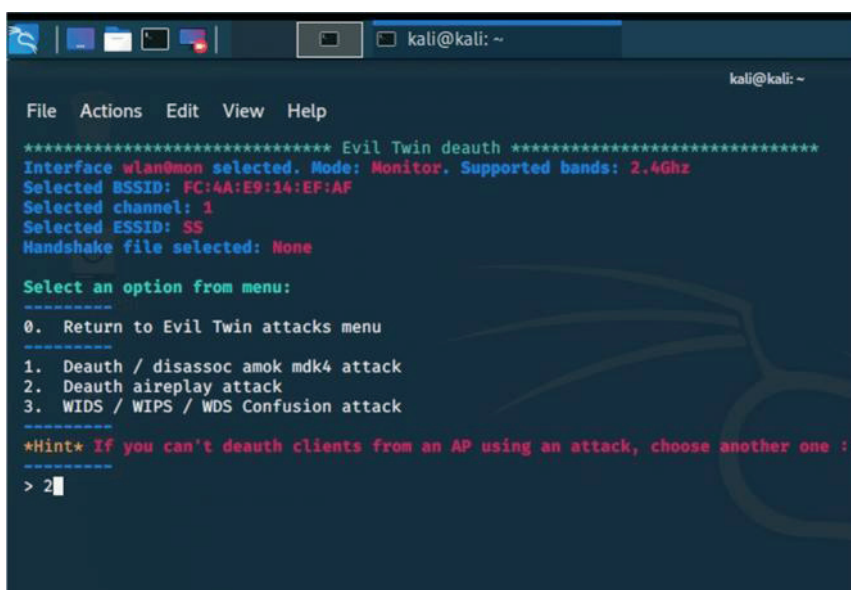 kali@kali: ~
kali@kali: ~
File Actions Edit View Help
******************************* Evil Twin deauth *******************************
Interface wlan0mon selected. Mode: Monitor. Supported bands: 2.4Ghz
Selected BSSID: FC:4A:E9:14:EF:AF
Selected channel: 1
Selected ESSID: SS
Handshake file selected: None
Select an option from menu:
---------
0. Return to Evil Twin attacks menu
---------
1. Deauth / disassoc amok mdk4 attack
2. Deauth aireplay attack
3. WIDS / WIPS / WDS Confusion attack
---------
*Hint* If you can't deauth clients from an AP using an attack, choose another one :
---------
> 2